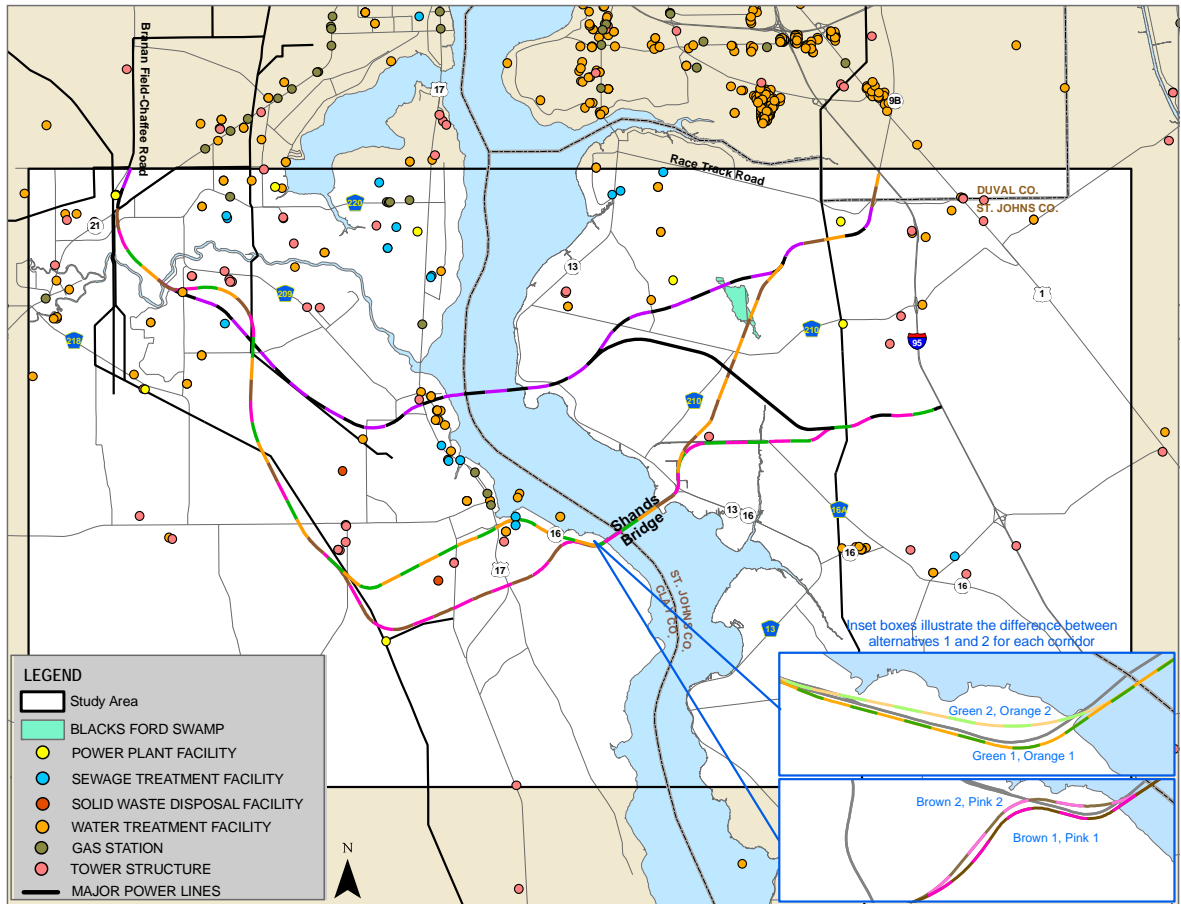 Branan Field-Chaffee Road
17
9B
Race Track Road
DUVAL CO.
ST. JOHNS CO.
220
21
13
209
1
218
210
95
210
Shands
Bridge
13
16
16A
16
16
17
16
ST. JOHNS CO.
CLAY CO.
13
Inset boxes illustrate the difference between
alternatives 1 and 2 for each corridor
Green 2, Orange 2
Green 1, Orange 1
Brown 2, Pink 2
Brown 1, Pink 1
LEGEND
Study Area
BLACKS FORD SWAMP
POWER PLANT FACILITY
SEWAGE TREATMENT FACILITY
SOLID WASTE DISPOSAL FACILITY
WATER TREATMENT FACILITY
GAS STATION
TOWER STRUCTURE
MAJOR POWER LINES
N